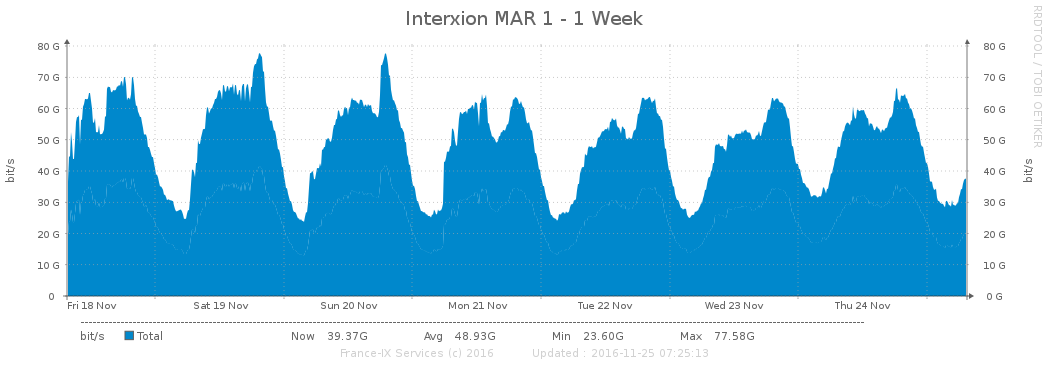 Interxion MAR 1 - 1 Week
RRDTOOL / TOBI OETIKER
bit/s
80 G 80 G
70 G 70 G
60 G 60 G
50 G 50 G
40 G 40 G
30 G 30 G
20 G 20 G
10 G 10 G
0 0 G
bit/s
Fri 18 Nov Sat 19 Nov Sun 20 Nov Mon 21 Nov Tue 22 Nov Wed 23 Nov Thu 24 Nov
bit/s Total Now 39.37G Avg 48.93G Min 23.60G Max 77.58G
France-IX Services (c) 2016 Updated : 2016-11-25 07:25:13